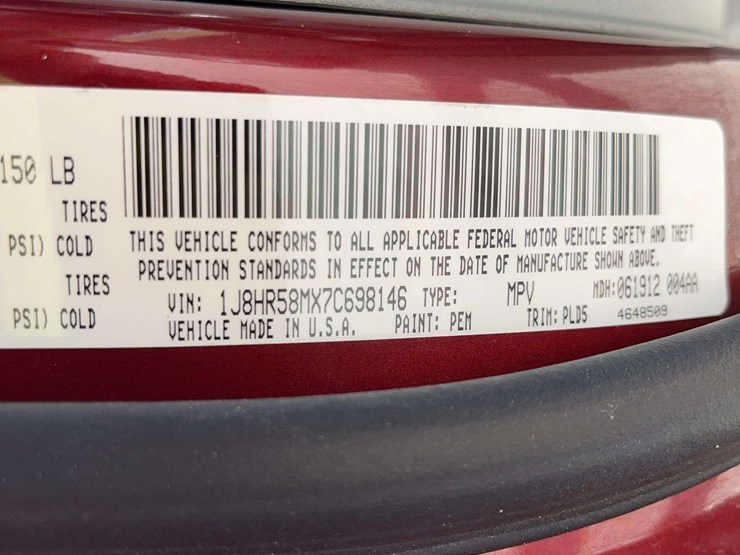 150 LB
TIRES
PSI) COLD
TIRES
PSI) COLD
THIS VEHICLE CONFORMS TO ALL APPLICABLE FEDERAL MOTOR VEHICLE SAFETY AND THEFT
PREVENTION STANDARDS IN EFFECT ON THE DATE OF MANUFACTURE SHOWN ABOVE.
VIN: 1J8HR58MX7C698146 TYPE: MPV MDH:061912 004AA
VEHICLE MADE IN U.S.A. PAINT: PEM TRIM: PLD5 4648509